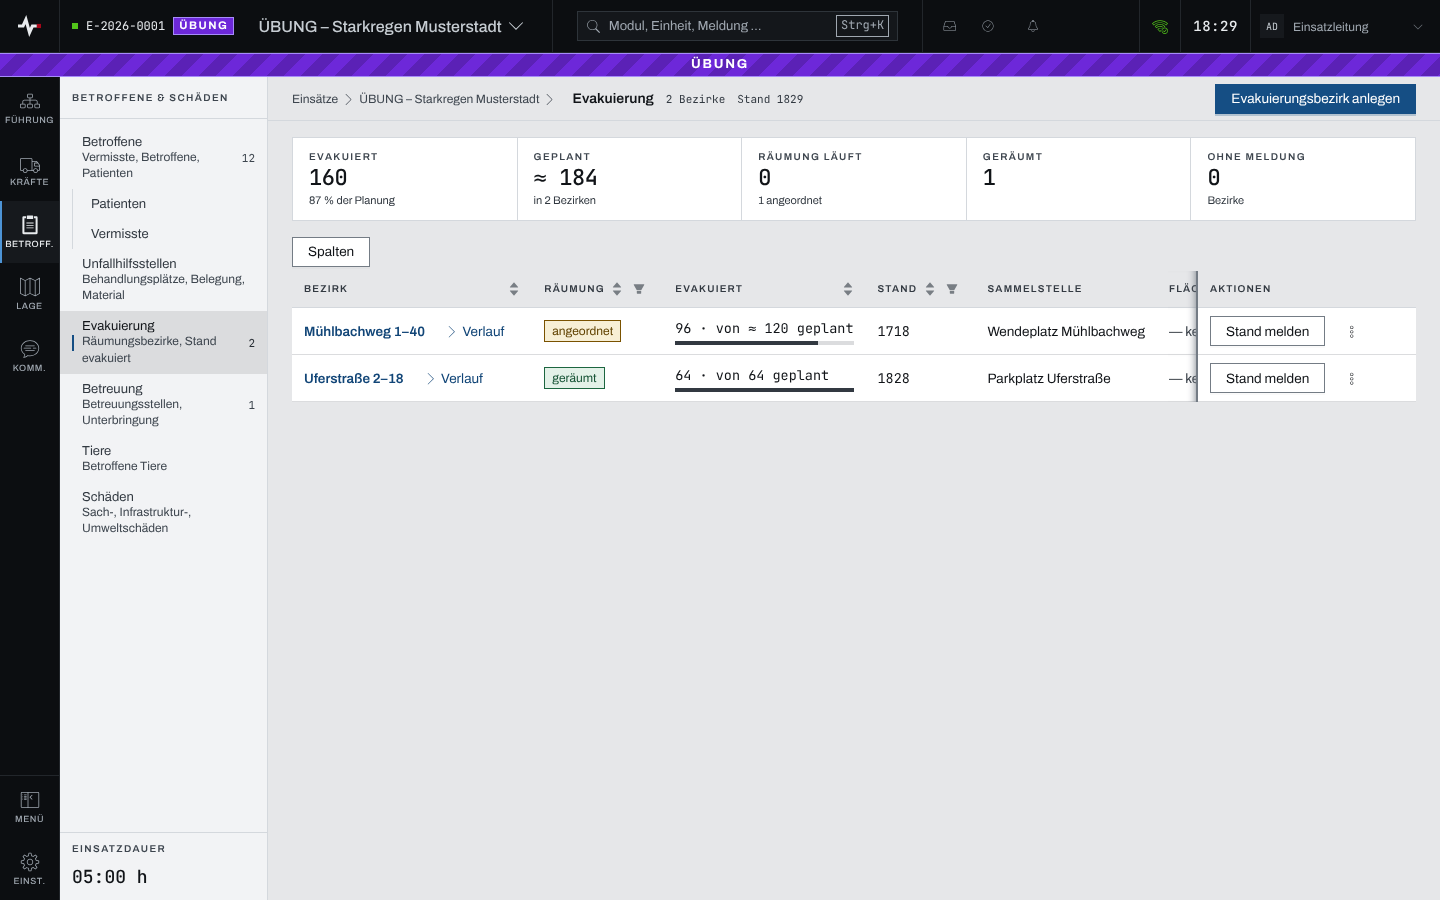 E-2026-0001 ÜBUNG ÜBUNG – Starkregen Musterstadt Modul, Einheit, Meldung ... Strg+K 18:29 AD Einsatzleitung
ÜBUNG
FÜHRUNG
KRÄFTE
BETROFF.
LAGE
KOMM.
MENÜ
EINST.
BETROFFENE & SCHÄDEN
Betroffene
Vermisste, Betroffene, 12
Patienten
Patienten
Vermisste
Unfallhilfsstellen
Behandlungsplätze, Belegung,
Material
Evakuierung
Räumungsbezirke, Stand 2
evakuiert
Betreuung
Betreuungsstellen, 1
Unterbringung
Tiere
Betroffene Tiere
Schäden
Sach-, Infrastruktur-,
Umweltschäden
EINSATZDAUER
05:00 h
Einsätze ÜBUNG – Starkregen Musterstadt Evakuierung 2 Bezirke Stand 1829 Evakuierungsbezirk anlegen
EVAKUIERT GEPLANT RÄUMUNG LÄUFT GERÄUMT OHNE MELDUNG
160 ≈ 184 0 1 0
87 % der Planung in 2 Bezirken 1 angeordnet Bezirke
Spalten
BEZIRK RÄUMUNG EVAKUIERT STAND SAMMELSTELLE FLÄC AKTIONEN
Mühlbachweg 1–40 Verlauf angeordnet 96 · von ≈ 120 geplant 1718 Wendeplatz Mühlbachweg — ke Stand melden
Uferstraße 2–18 Verlauf geräumt 64 · von 64 geplant 1828 Parkplatz Uferstraße — ke Stand melden